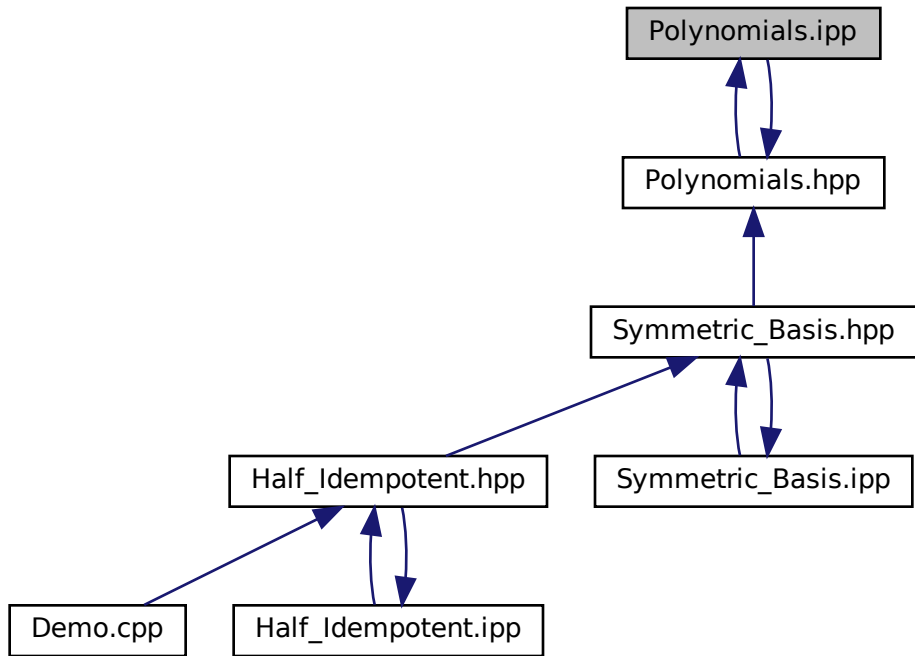 Polynomials.ipp
Polynomials.hpp
Symmetric_Basis.hpp
Half_Idempotent.hpp
Symmetric_Basis.ipp
Demo.cpp
Half_Idempotent.ipp